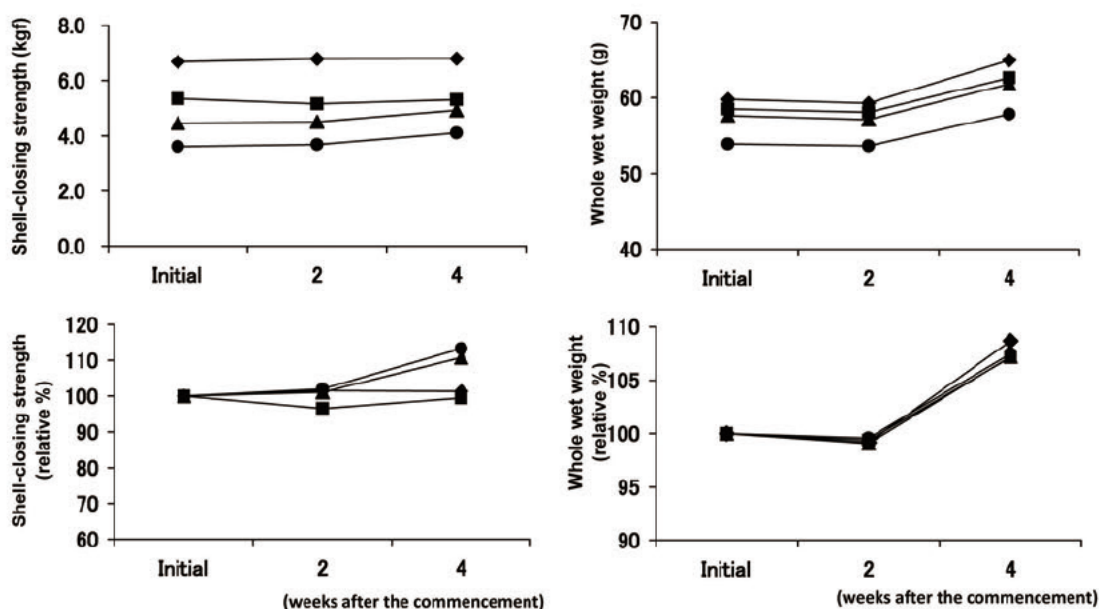 Shell-closing strength (kgf)
8.0
6.0
4.0
2.0
0.0
Initial 2 4
Whole wet weight (g)
70
60
50
40
Initial 2 4
Shell-closing strength
(relative %)
120
110
100
90
80
70
60
Initial 2 4
(weeks after the commencement)
Whole wet weight
(relative %)
110
105
100
95
90
Initial 2 4
(weeks after the commencement)